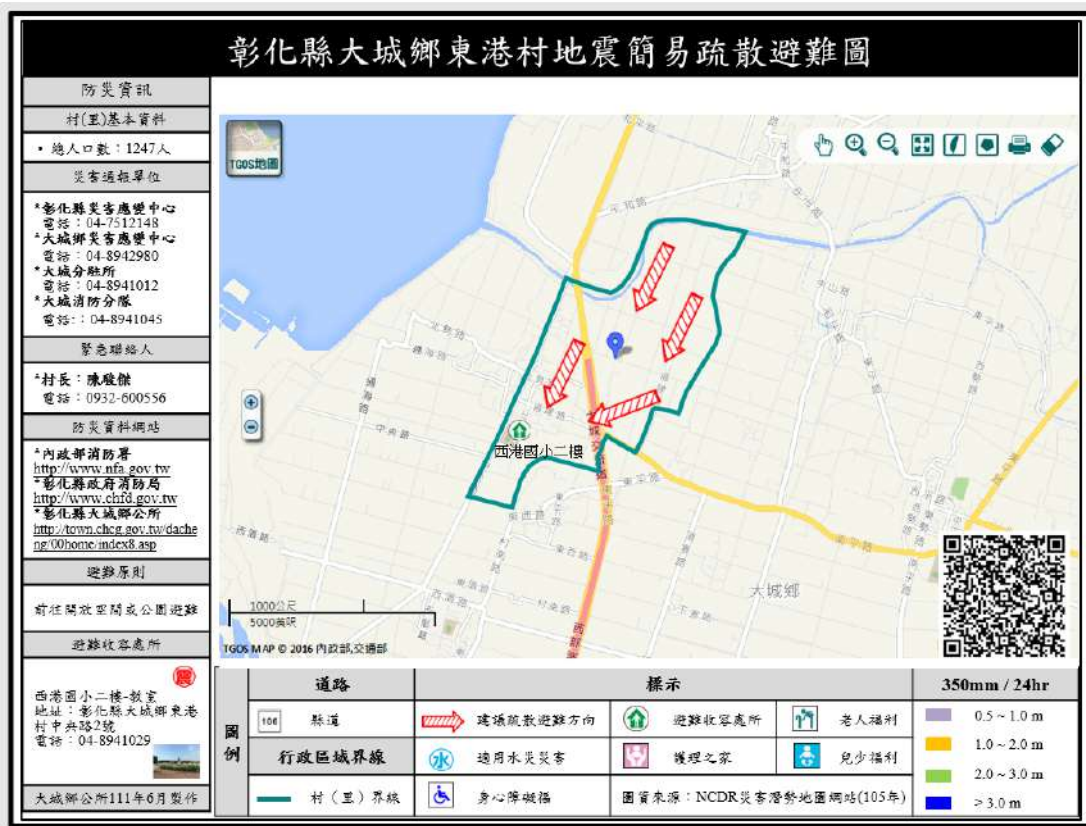 彰化縣大城鄉東港村地震簡易疏散避難圖
防災資訊
村(里)基本資料
• 總人口數：1247人
災害通報單位
*彰化縣災害應變中心
電話：04-7512148
*大城鄉災害應變中心
電話：04-8942980
*大城分駐所
電話：04-8941012
*大城消防分隊
電話：：04-8941045
緊急聯絡人
*村長：陳駿傑
電話：0932-600556
防災資料網站
*內政部消防署
http://www.nfa.gov.tw
*彰化縣政府消防局
http://www.chfd.gov.tw
*彰化縣大城鄉公所
http://town.chcg.gov.tw/dache
ng/00home/index8.asp
避難原則
前往開放空間或公園避難
避難收容處所
震
西港國小二樓-教室
地址：彰化縣大城鄉東港
村中央路2號
電話：04-8941029
大城鄉公所111年6月製作
TGOS地圖
西港國小二樓
中央路
東西路
大城鄉
1000公尺
5000英呎
TGOS MAP © 2016 內政部,交通部
圖例
道路
標示
350mm / 24hr
106
縣道
建議疏散避難方向
避難收容處所
老人福利
0.5 ~ 1.0 m
行政區域界線
水
適用水災災害
護理之家
兒少福利
1.0 ~ 2.0 m
2.0 ~ 3.0 m
村（里）界線
身心障礙福
圖資來源：NCDR災害潛勢地圖網站(105年)
> 3.0 m